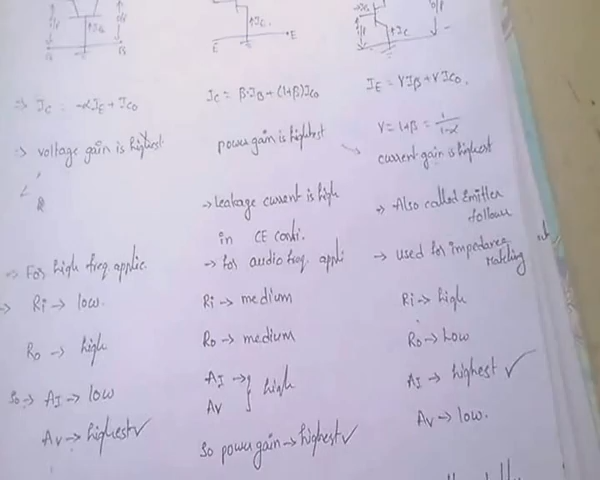 B B
↑IE
E E
↑IC
=> IC = -αIE + ICO
=> voltage gain is highest
=> For high freq. applic.
→ Ri → low.
Ro → high
So → AI → low
AV → highest ✓
IC = β·IB + (1+β)ICO
power gain is highest
→ leakage current is high
in CE
→ for audio freq. appli
Ri → medium
Ro → medium
AI →
AV } high
So power gain → highest ✓
IE = γIB + γICO.
γ = 1+β = 1/1-α
current gain is highest
→ Also called Emitter
follower
→ used for impedance
matching
Ri → high
Ro → Low
AI → highest ✓
AV → low.